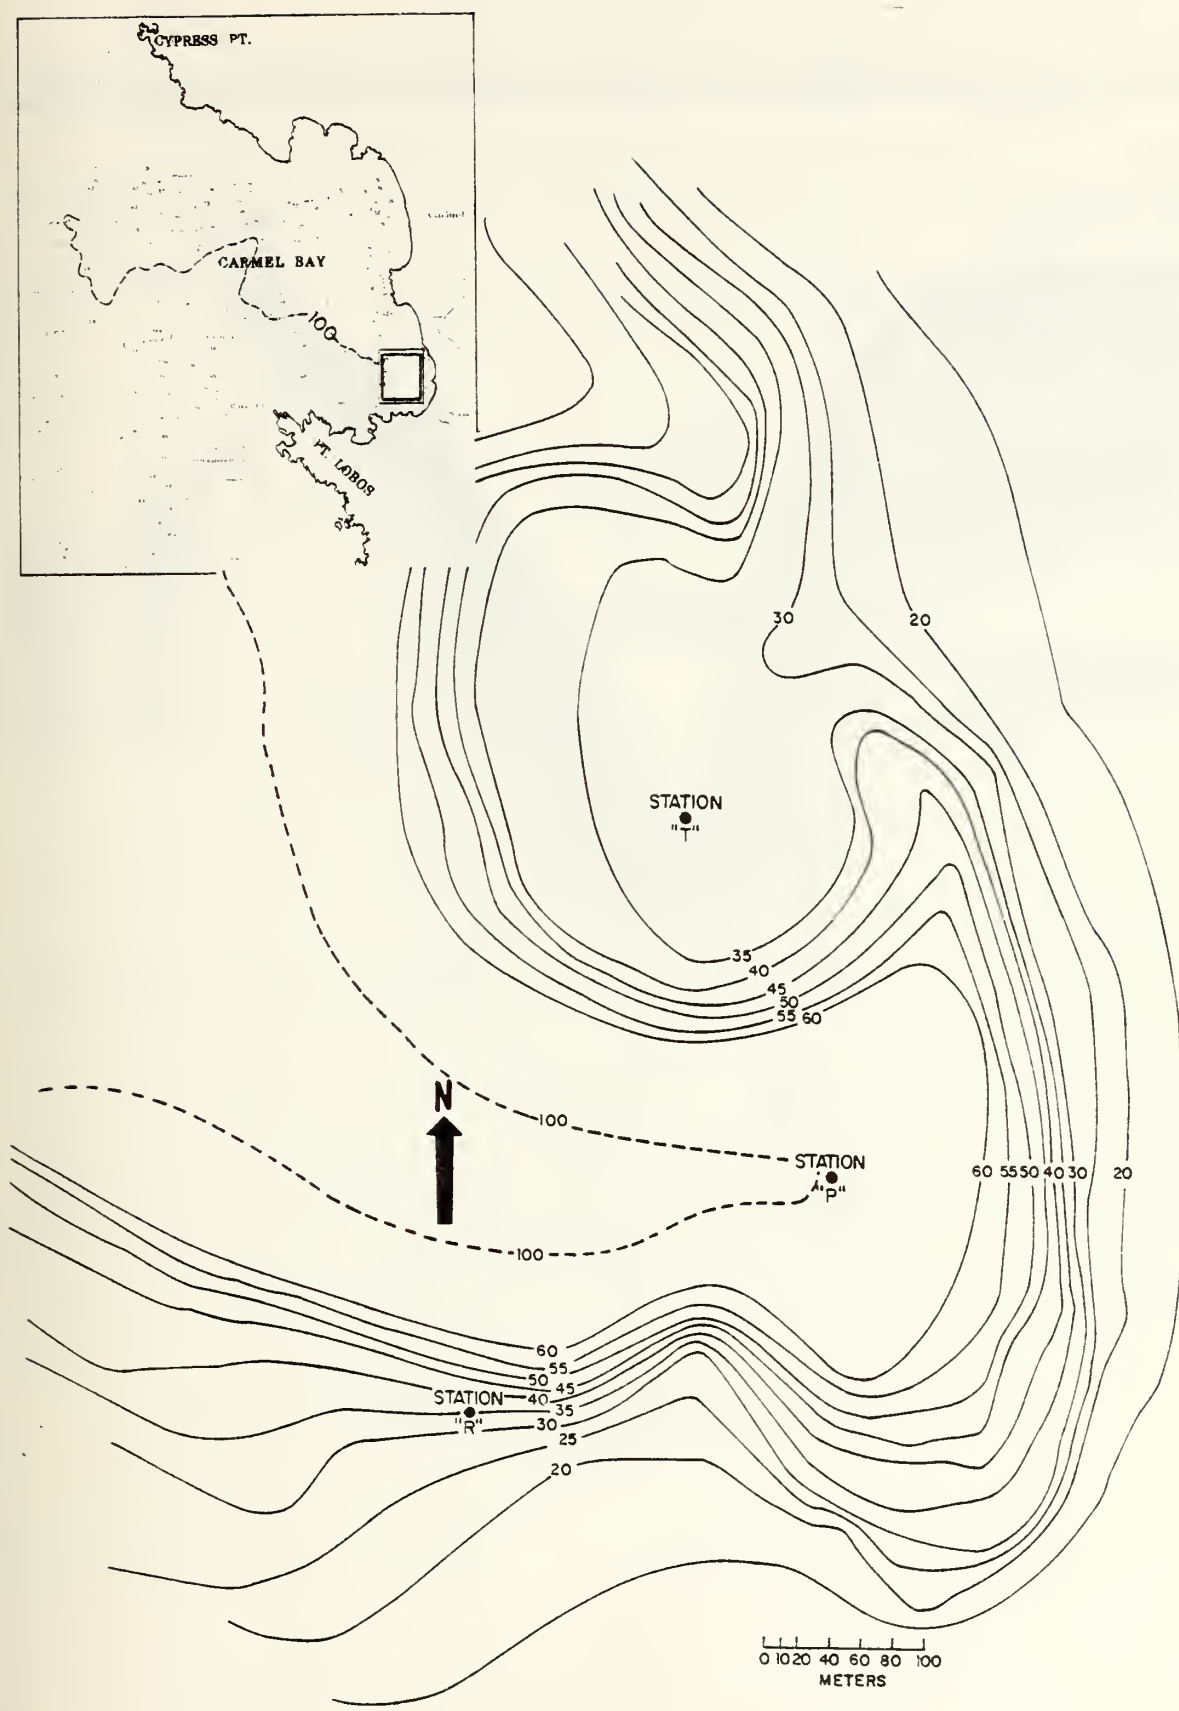 CYPRESS PT.
CARMEL BAY
100
PT. LOBOS
30
20
STATION
"T"
35
40
45
50
55 60
N
100
STATION
"P"
60 55 50 40 30 20
100
60
55
50
45
STATION 40
"R" 35
30
25
20
0 10 20 40 60 80 100
METERS